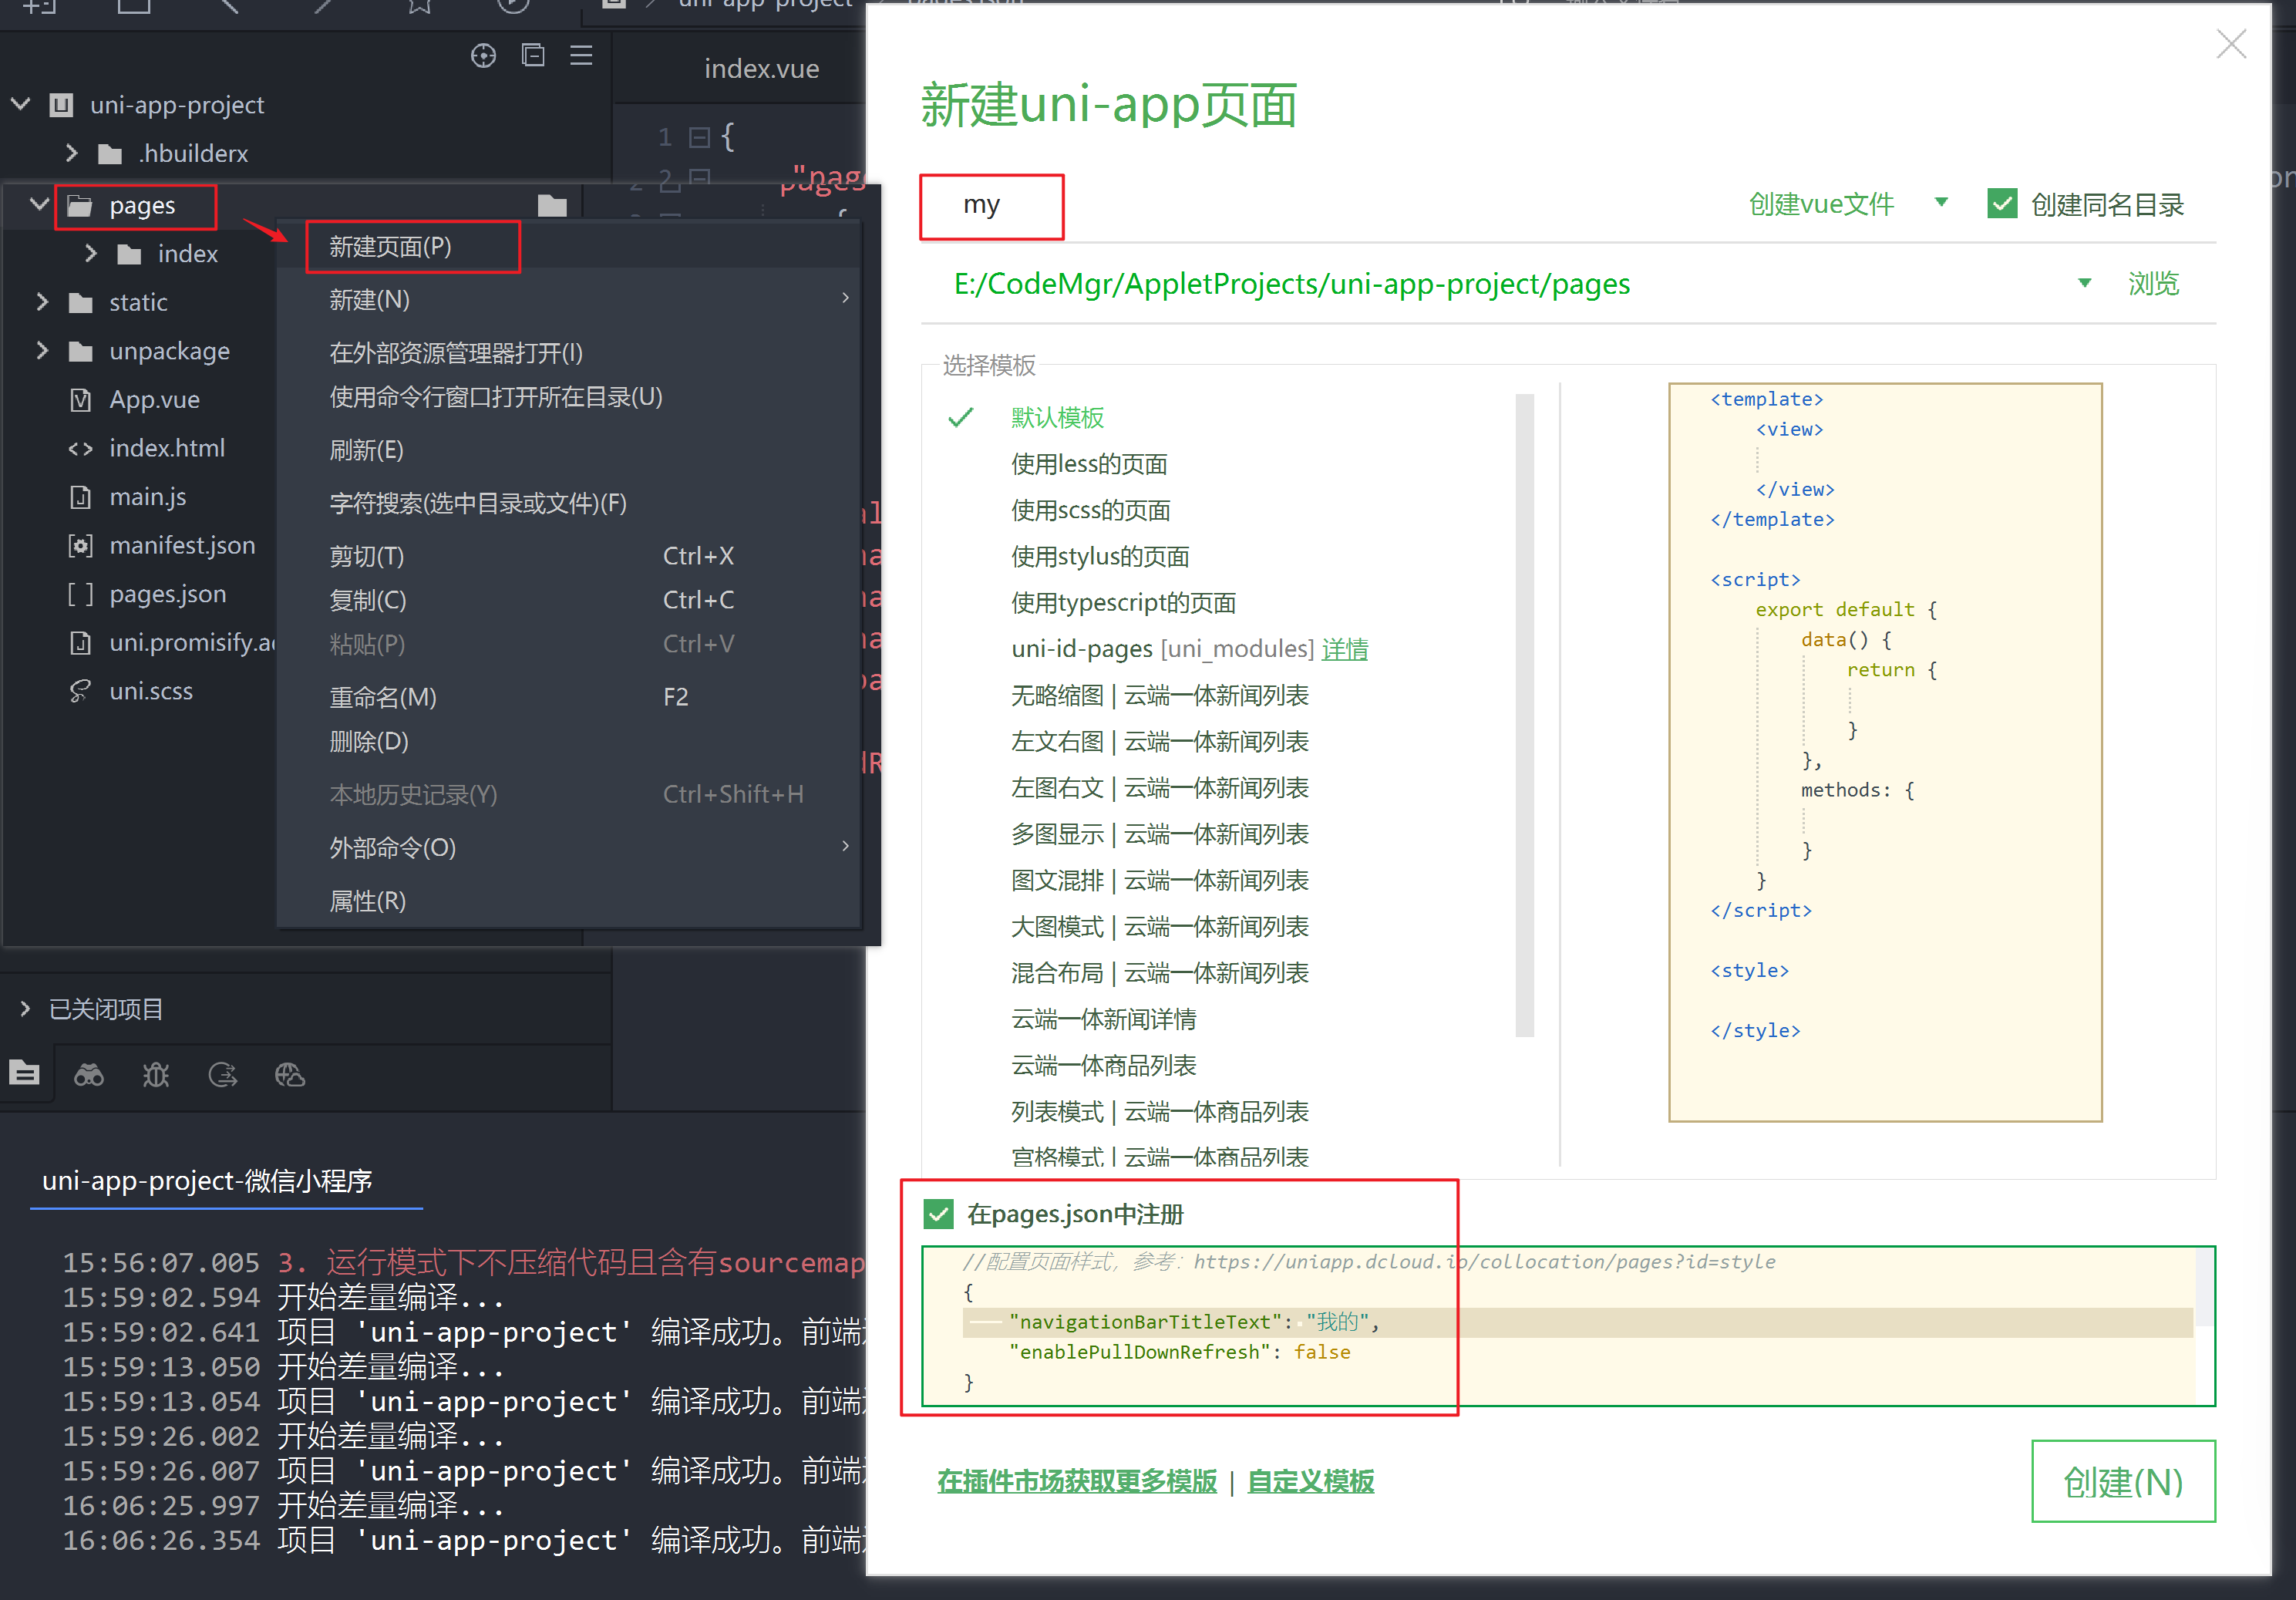 uni-app-project
index.vue
uni-app-project
.hbuilderx
pages
index
static
unpackage
App.vue
index.html
main.js
manifest.json
pages.json
uni.promisify.
uni.scss
新建页面(P)
新建(N)
在外部资源管理器打开(I)
使用命令行窗口打开所在目录(U)
刷新(E)
字符搜索(选中目录或文件)(F)
剪切(T) Ctrl+X
复制(C) Ctrl+C
粘贴(P) Ctrl+V
重命名(M) F2
删除(D)
本地历史记录(Y) Ctrl+Shift+H
外部命令(O)
属性(R)
1 {
2 "pages
{
已关闭项目
uni-app-project-微信小程序
15:56:07.005 3. 运行模式下不压缩代码且含有sourcemap
15:59:02.594 开始差量编译...
15:59:02.641 项目 'uni-app-project' 编译成功。前端
15:59:13.050 开始差量编译...
15:59:13.054 项目 'uni-app-project' 编译成功。前端
15:59:26.002 开始差量编译...
15:59:26.007 项目 'uni-app-project' 编译成功。前端
16:06:25.997 开始差量编译...
16:06:26.354 项目 'uni-app-project' 编译成功。前端
新建uni-app页面
my 创建vue文件 创建同名目录
E:/CodeMgr/AppletProjects/uni-app-project/pages 浏览
选择模板
默认模板
使用less的页面
使用scss的页面
使用stylus的页面
使用typescript的页面
uni-id-pages [uni_modules] 详情
无略缩图 | 云端一体新闻列表
左文右图 | 云端一体新闻列表
左图右文 | 云端一体新闻列表
多图显示 | 云端一体新闻列表
图文混排 | 云端一体新闻列表
大图模式 | 云端一体新闻列表
混合布局 | 云端一体新闻列表
云端一体新闻详情
云端一体商品列表
列表模式 | 云端一体商品列表
宫格模式 | 云端一体商品列表
<template>
<view>
</view>
</template>
<script>
export default {
data() {
return {
}
},
methods: {
}
}
</script>
<style>
</style>
在pages.json中注册
//配置页面样式，参考：https://uniapp.dcloud.io/collocation/pages?id=style
{
"navigationBarTitleText": "我的",
"enablePullDownRefresh": false
}
在插件市场获取更多模版 | 自定义模板
创建(N)